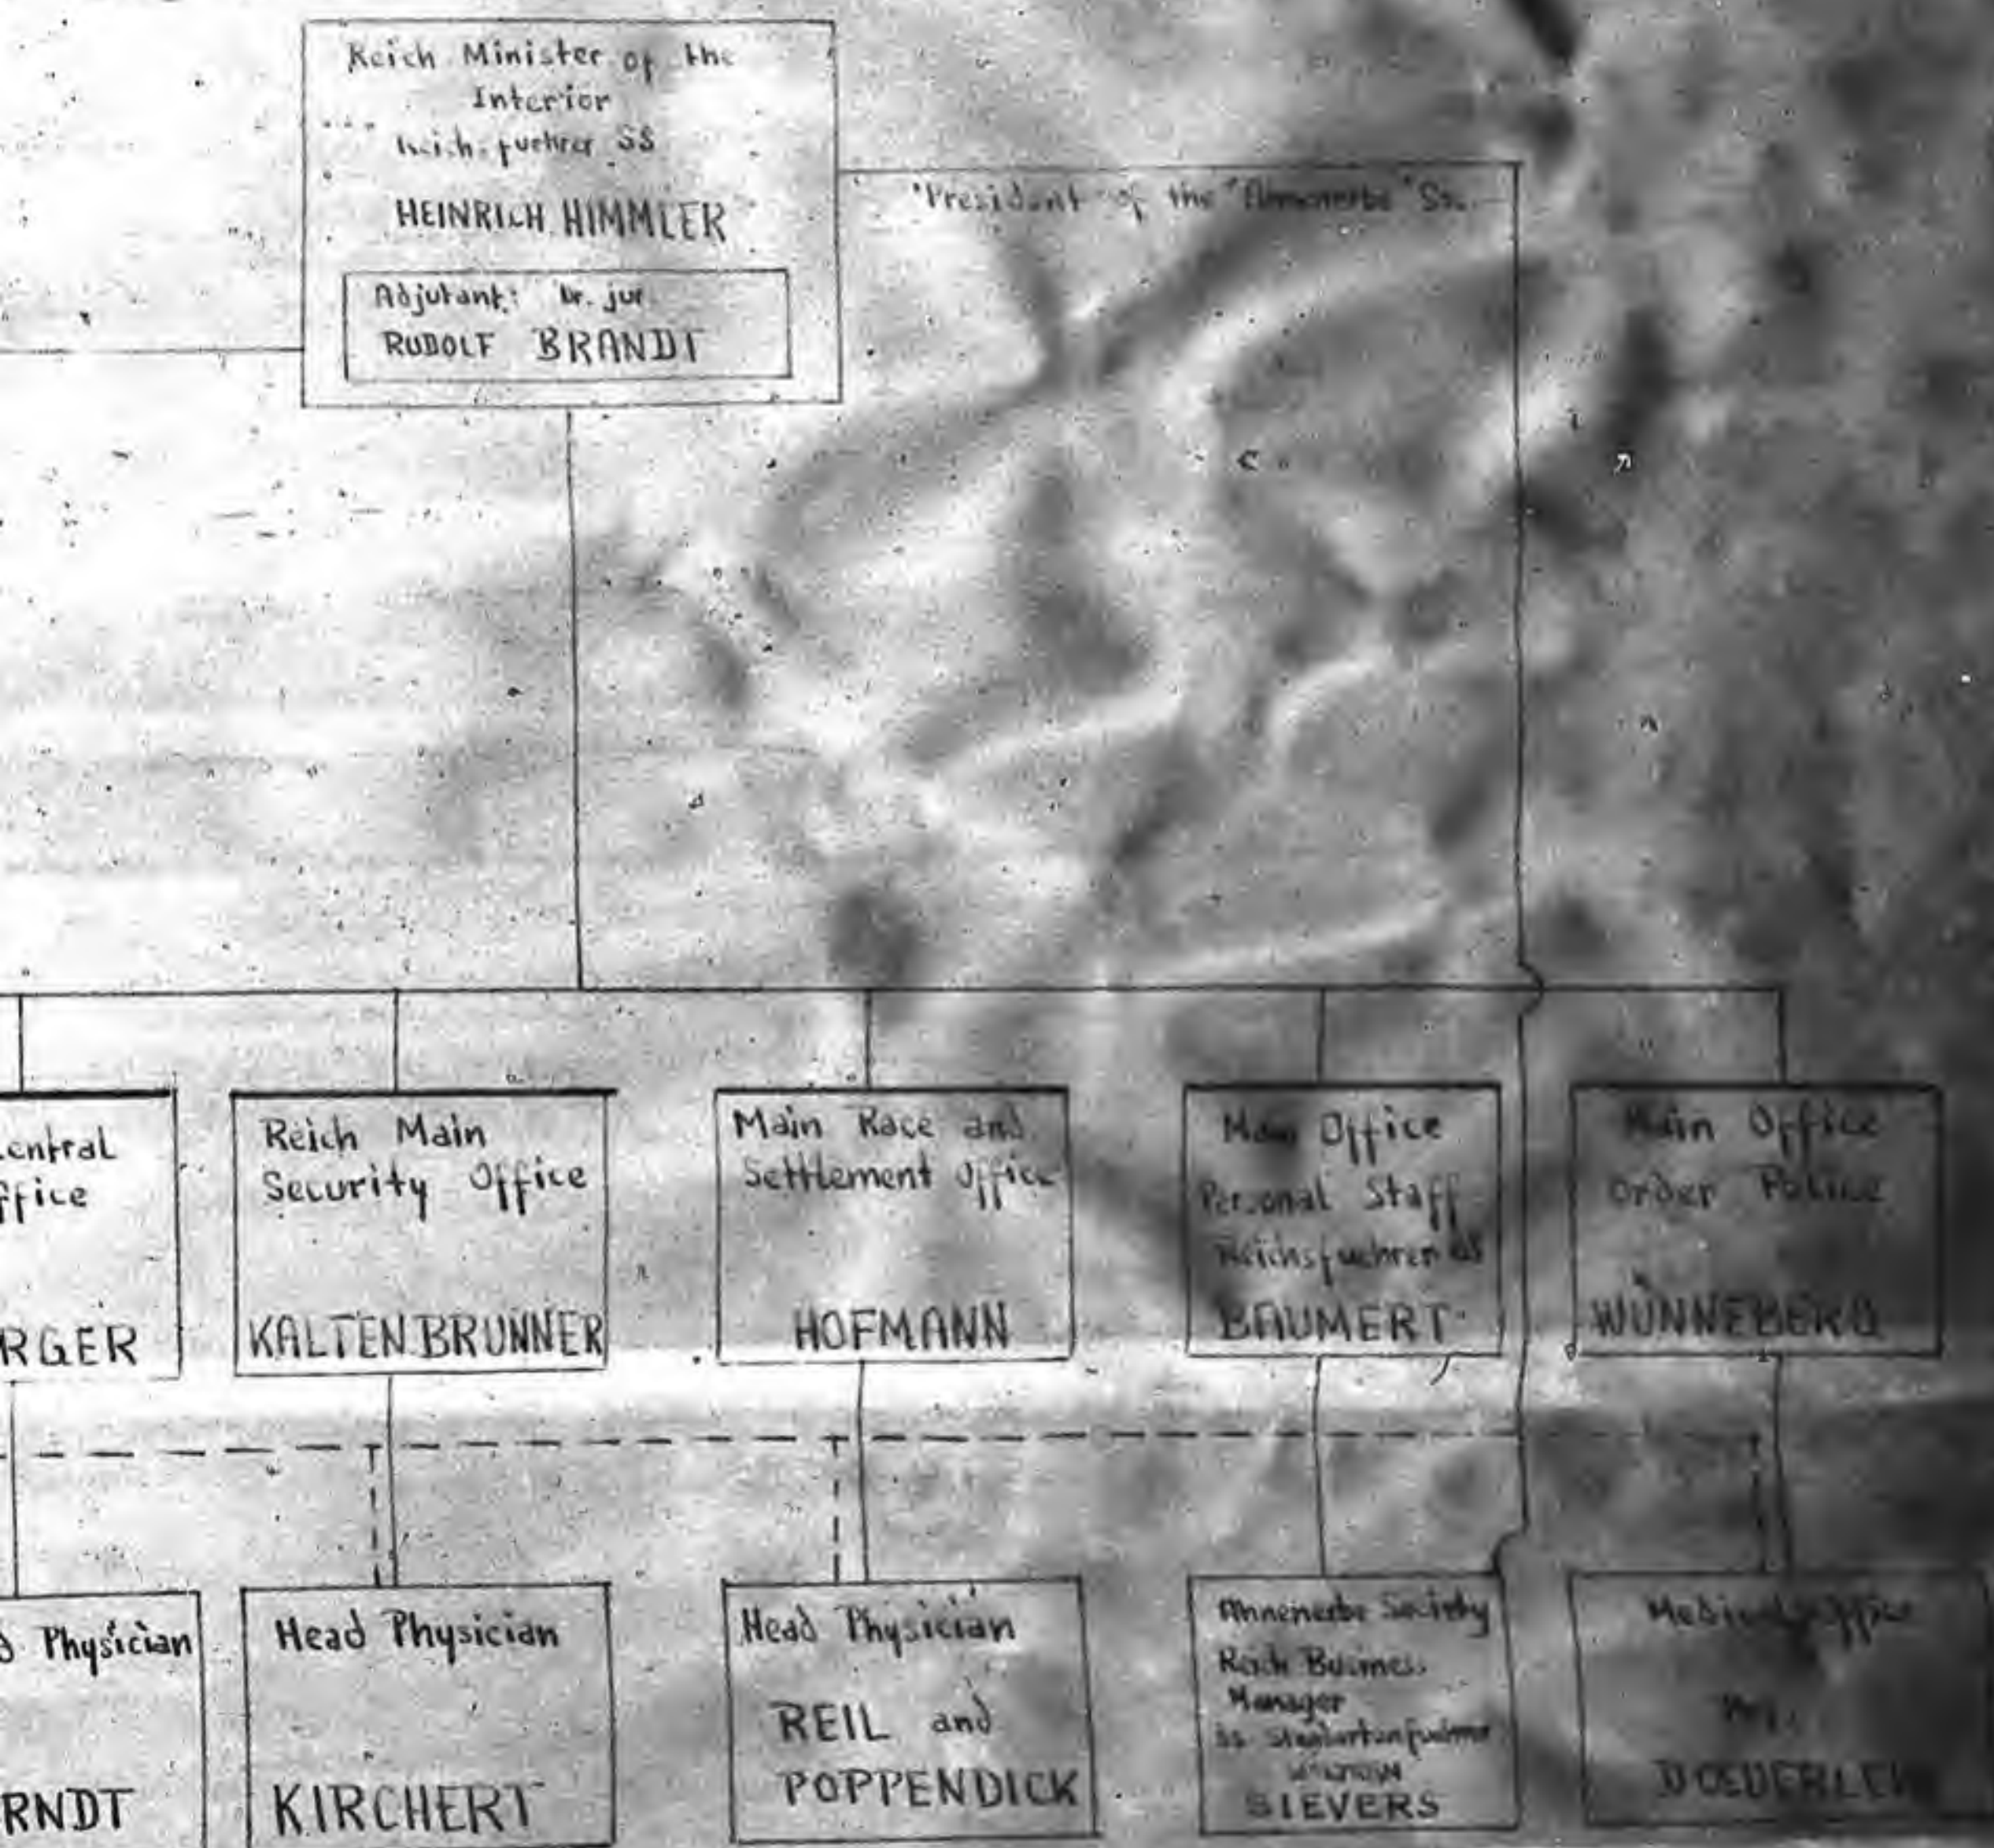 Reich Minister of the
Interior
Reichsfuehrer SS
HEINRICH HIMMLER
Adjutant: Dr. jur.
RUDOLF BRANDT
"President of the "Ahnenerbe" Soc.
entral
ffice
RGER
Reich Main
Security Office
KALTENBRUNNER
Main Race and
Settlement Office
HOFMANN
Main Office
Personal Staff
Reichsfuehrer SS
BAUMERT
Main Office
Order Police
WÜNNEBERG
d Physician
RNDT
Head Physician
KIRCHERT
Head Physician
REIL and
POPPENDICK
Ahnenerbe Society
Reich Business
Manager
SS
SIEVERS
Medical Office